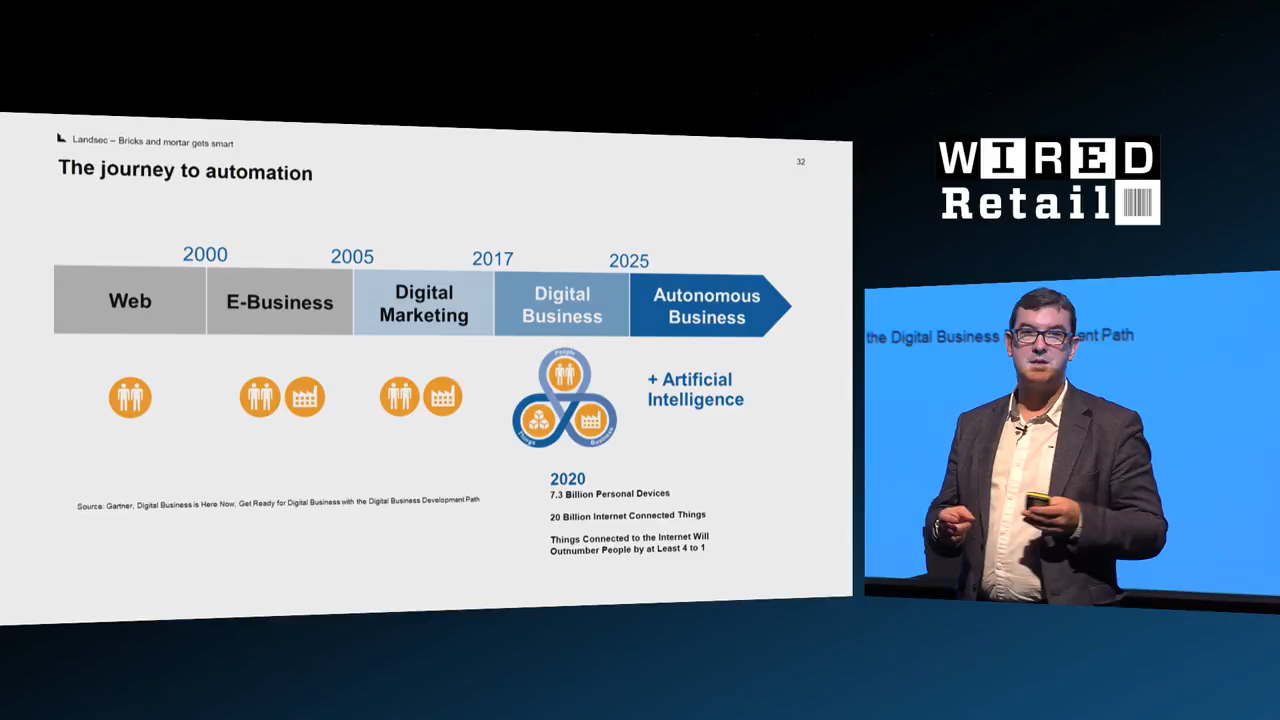 Landsec – Bricks and mortar gets smart
32
The journey to automation
2000
2005
2017
2025
Web
E-Business
Digital
Marketing
Digital
Business
Autonomous
Business
People
Things
Business
+ Artificial
Intelligence
2020
7.3 Billion Personal Devices
20 Billion Internet Connected Things
Things Connected to the Internet Will
Outnumber People by at Least 4 to 1
Source: Gartner, Digital Business is Here Now, Get Ready for Digital Business with the Digital Business Development Path
WIRED
Retail
the Digital Business
ent Path